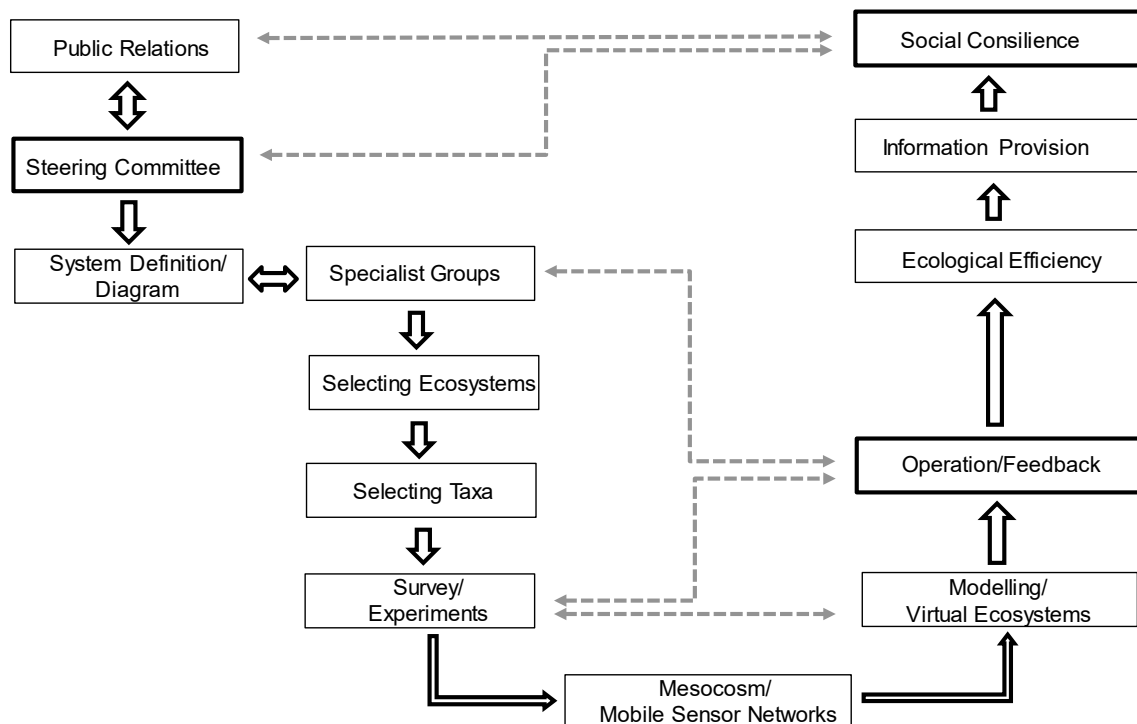 Public Relations
Steering Committee
System Definition/
Diagram
Specialist Groups
Selecting Ecosystems
Selecting Taxa
Survey/
Experiments
Mesocosm/
Mobile Sensor Networks
Modelling/
Virtual Ecosystems
Operation/Feedback
Ecological Efficiency
Information Provision
Social Consilience